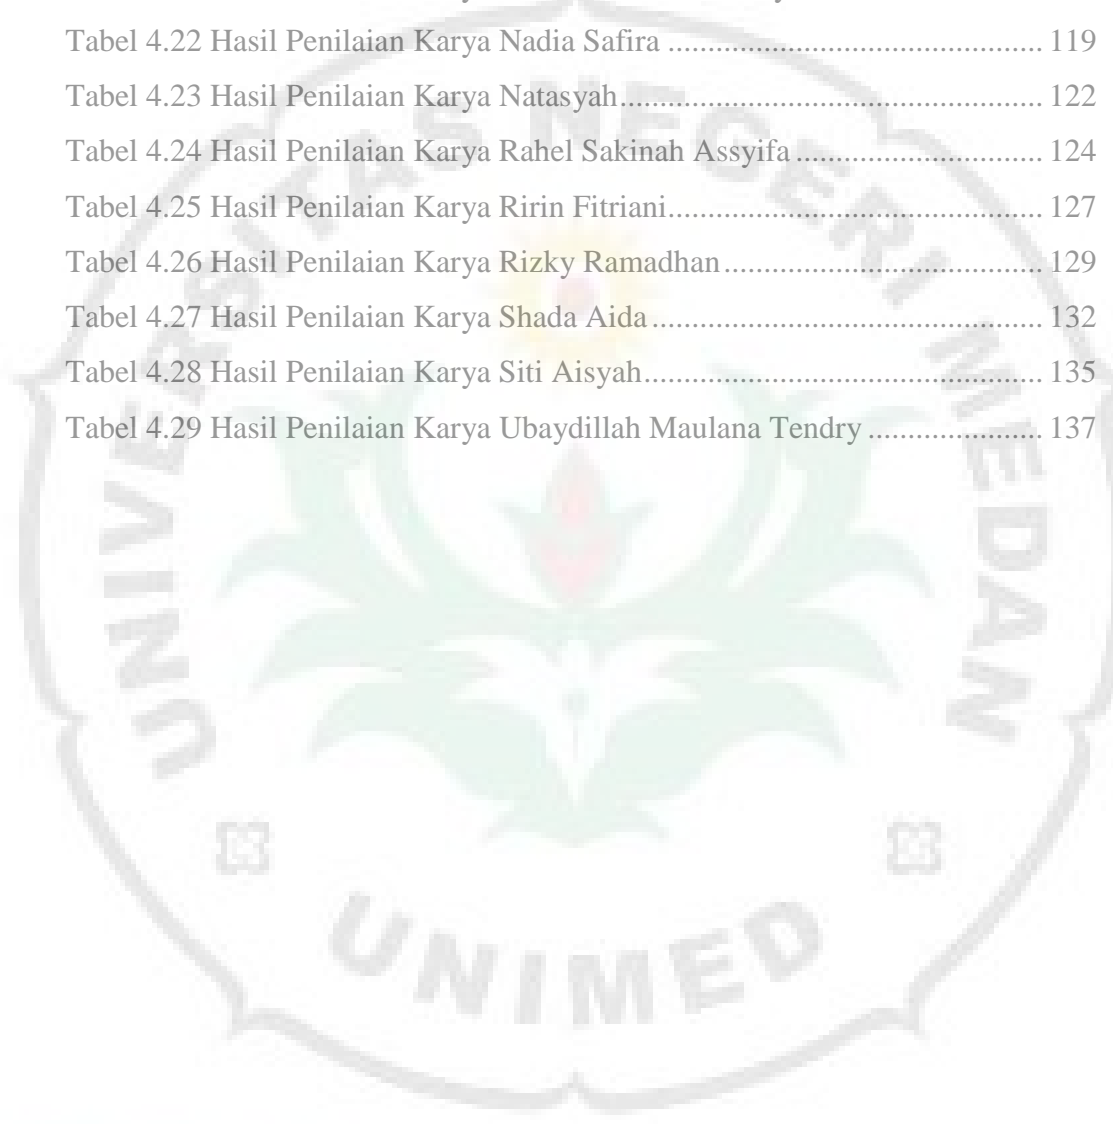 Tabel 4.22 Hasil Penilaian Karya Nadia Safira ............................................... 119
Tabel 4.23 Hasil Penilaian Karya Natasyah..................................................... 122
Tabel 4.24 Hasil Penilaian Karya Rahel Sakinah Assyifa ............................... 124
Tabel 4.25 Hasil Penilaian Karya Ririn Fitriani............................................... 127
Tabel 4.26 Hasil Penilaian Karya Rizky Ramadhan ........................................ 129
Tabel 4.27 Hasil Penilaian Karya Shada Aida ................................................. 132
Tabel 4.28 Hasil Penilaian Karya Siti Aisyah.................................................. 135
Tabel 4.29 Hasil Penilaian Karya Ubaydillah Maulana Tendry ...................... 137
UNIVERSITAS NEGERI MEDAN
UNIMED